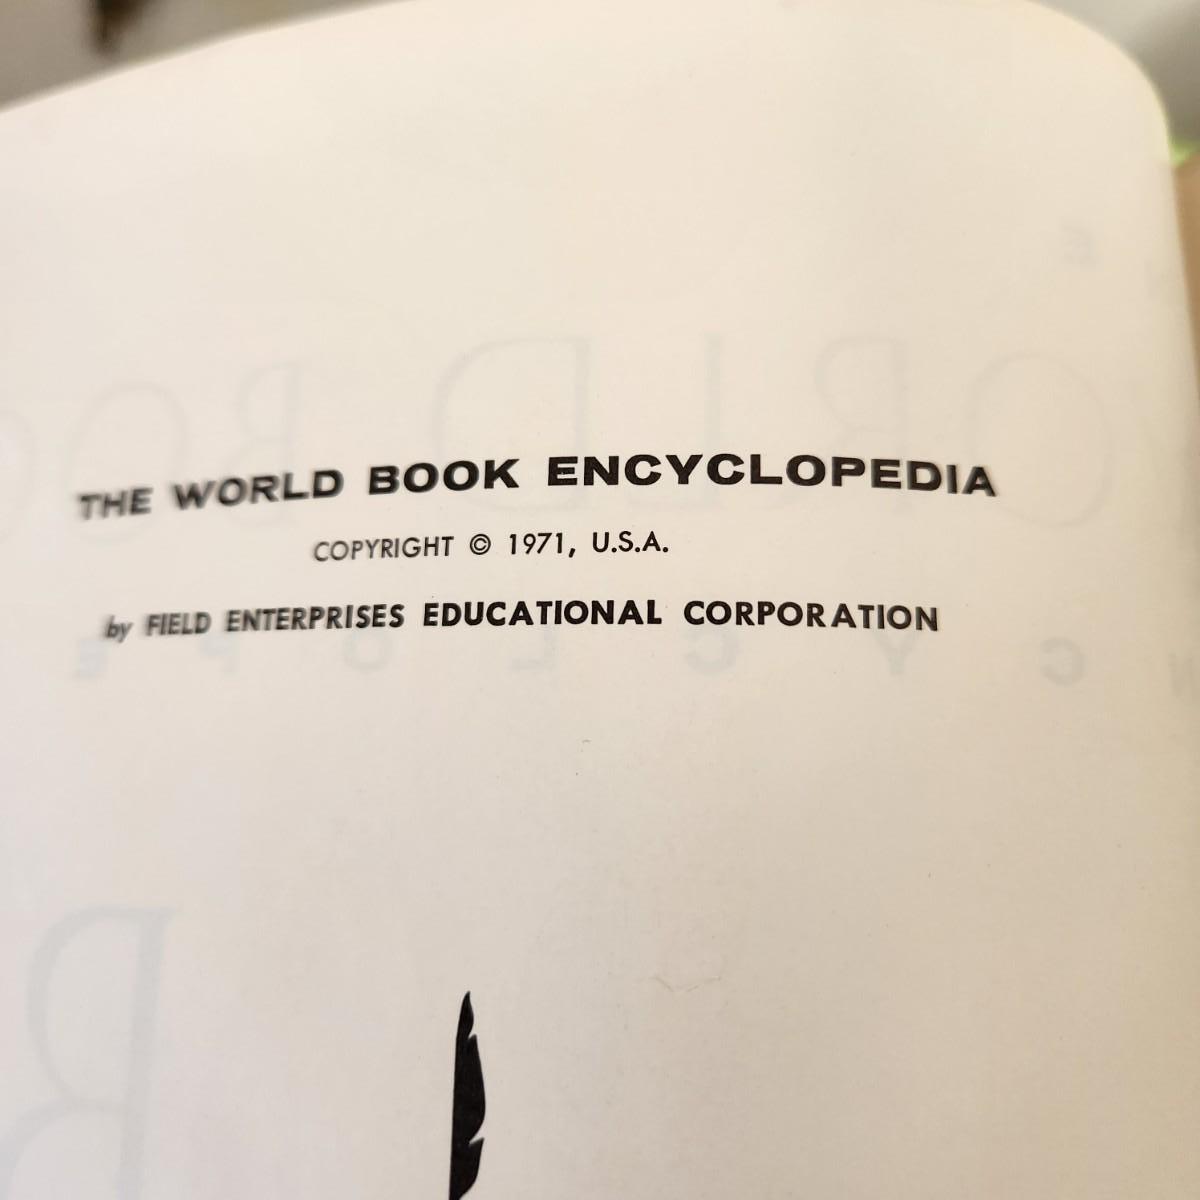 THE WORLD BOOK ENCYCLOPEDIA
COPYRIGHT © 1971, U.S.A.
by FIELD ENTERPRISES EDUCATIONAL CORPORATION